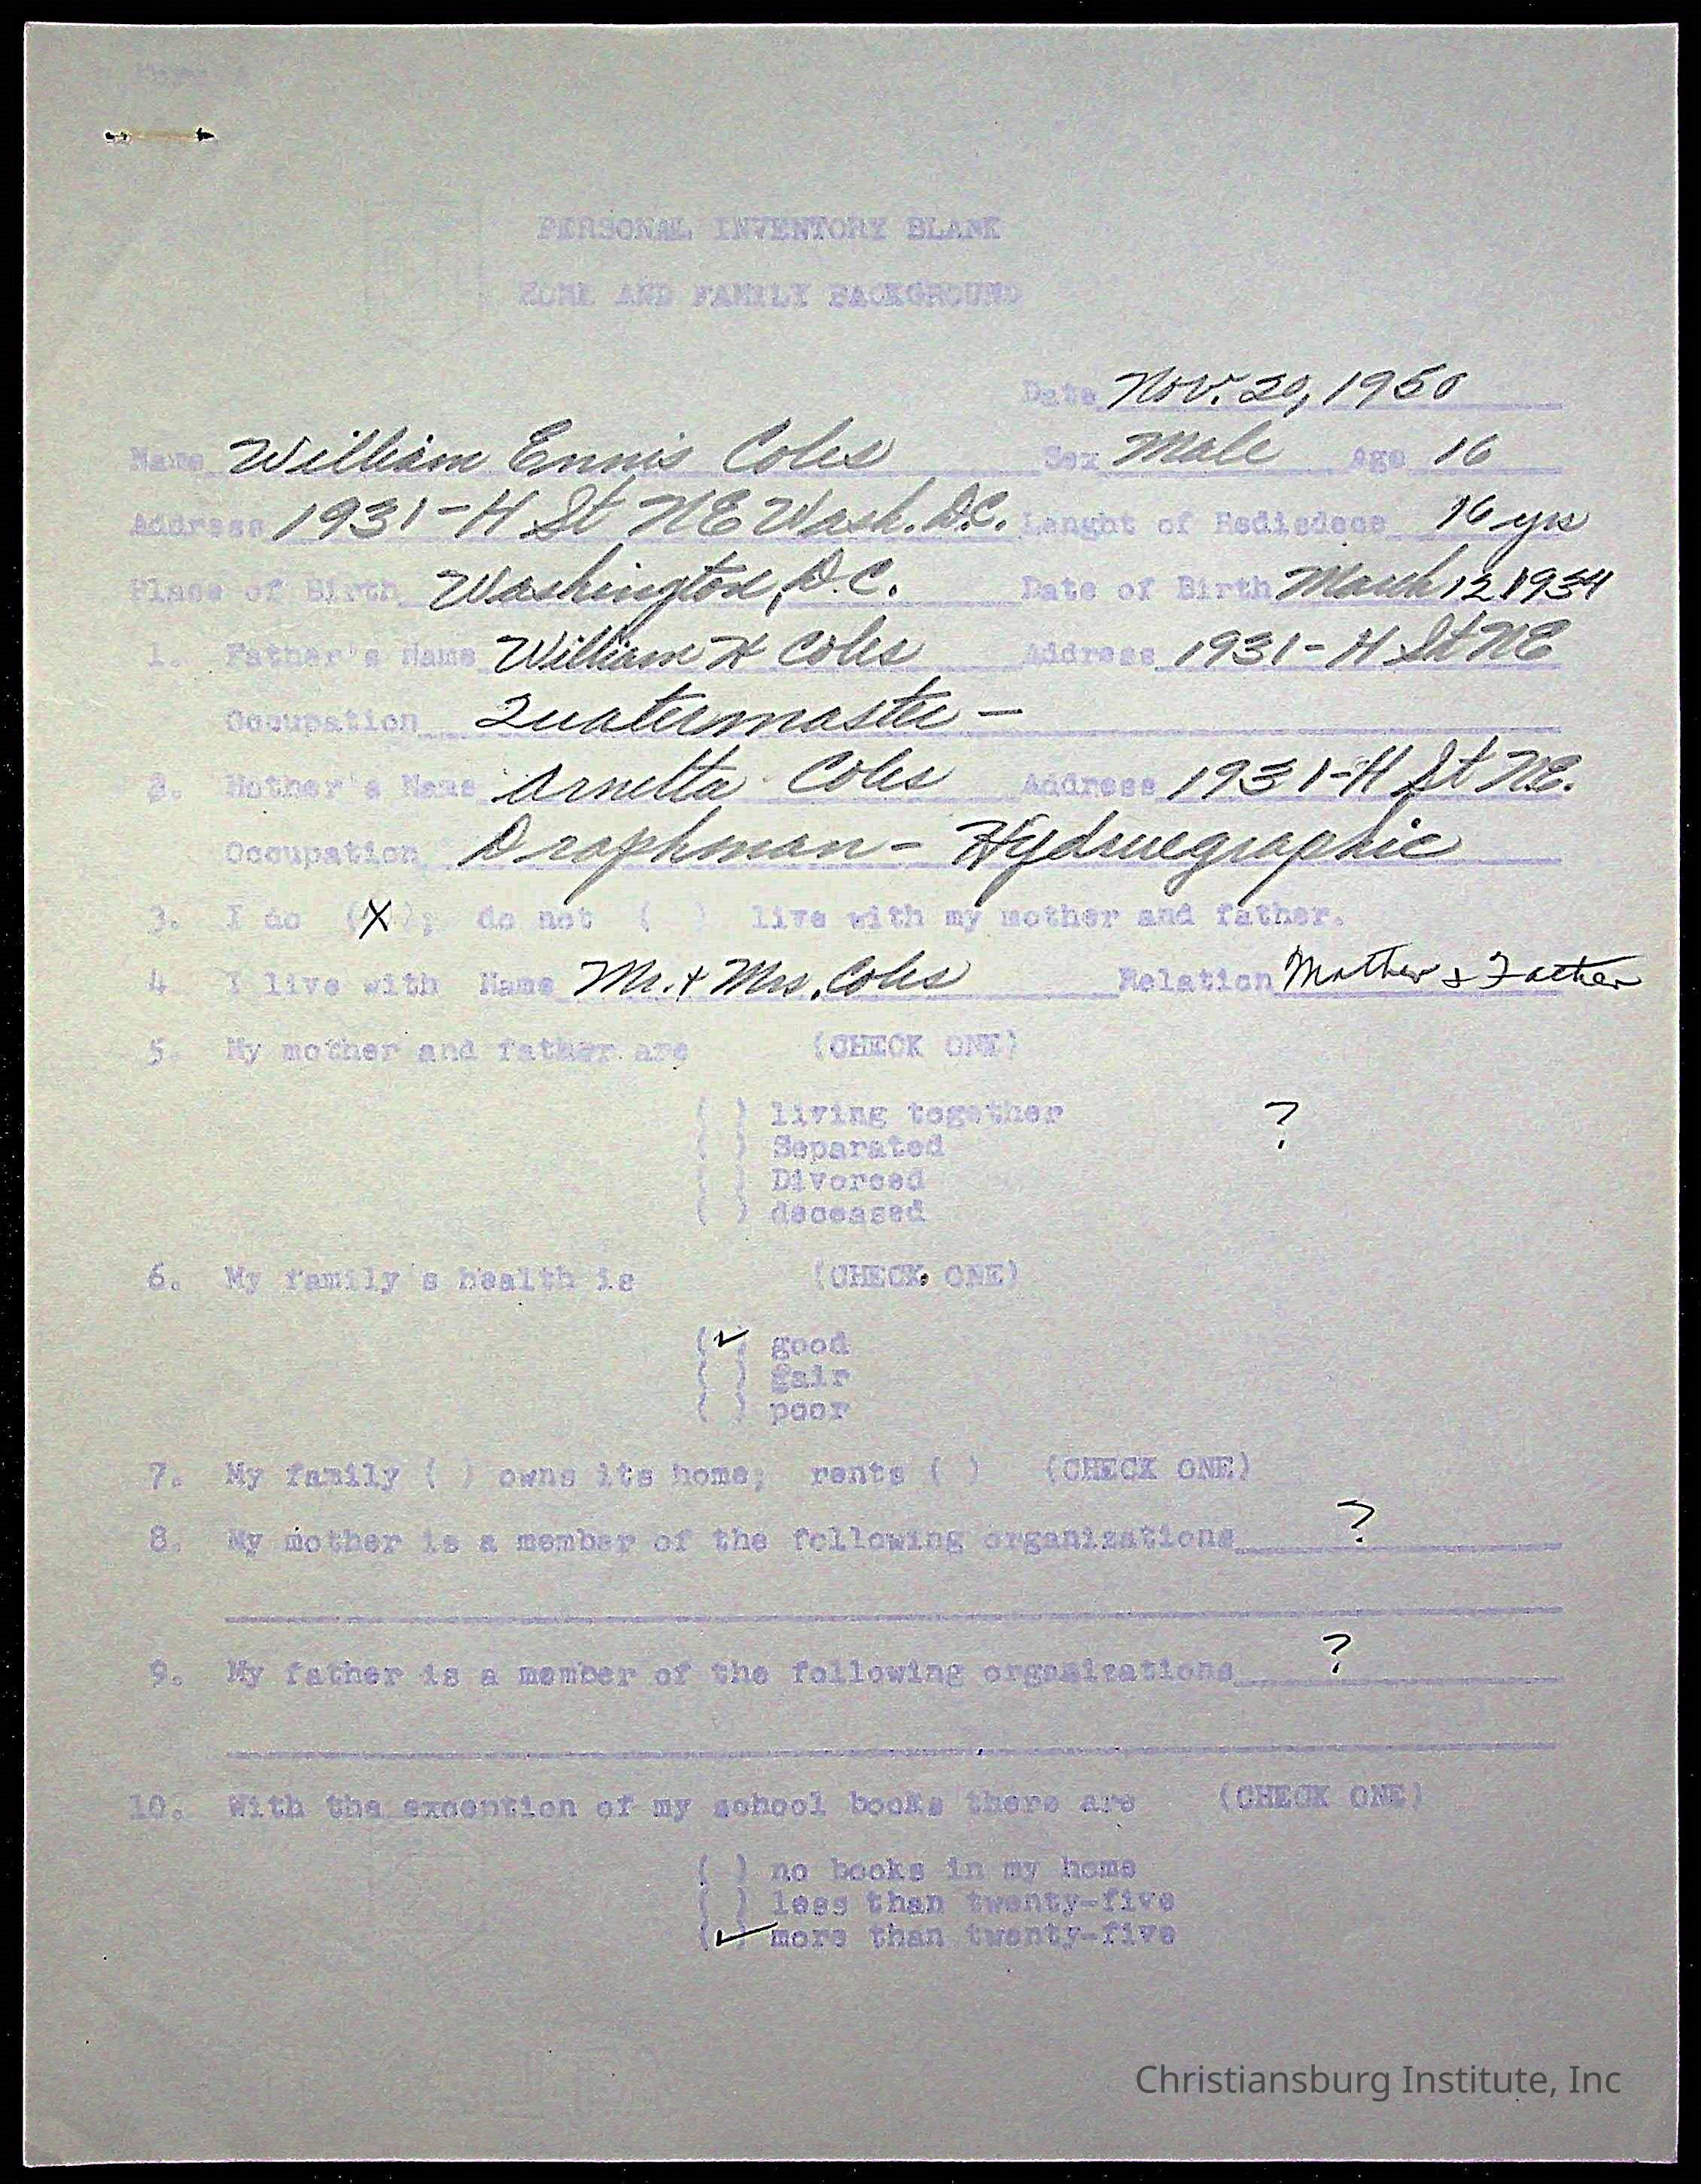 PERSONAL INVENTORY BLANK
HOME AND FAMILY BACKGROUND
Date Nov. 20, 1950
Name William Ennis Coles Sex Male Age 16
Address 1931-H St NE Wash. D.C. Lenght of Redisdece 16 yrs
Place of Birth Washington, D.C. Date of Birth March 12 1934
1. Father's Name William H Coles Address 1931-H St NE
Occupation Quatermaster -
2. Mother's Name Arnetta Coles Address 1931-H St NE.
Occupation Draphman - Hydruegraphic
3. I do (X); do not ( ) live with my mother and father.
4 I live with Name Mr. + Mrs. Coles Relation Mother & Father
5. My mother and father are (CHECK ONE)
( ) living together ?
( ) Separated
( ) Divorced
( ) deceased
6. My family's health is (CHECK ONE)
(✓) good
( ) fair
( ) poor
7. My family ( ) owns its home; rents ( ) (CHECK ONE)
8. My mother is a member of the following organizations ?
9. My father is a member of the following organizations ?
10. With the exception of my school books there are (CHECK ONE)
( ) no books in my home
( ) less than twenty-five
(✓) more than twenty-five
Christiansburg Institute, Inc